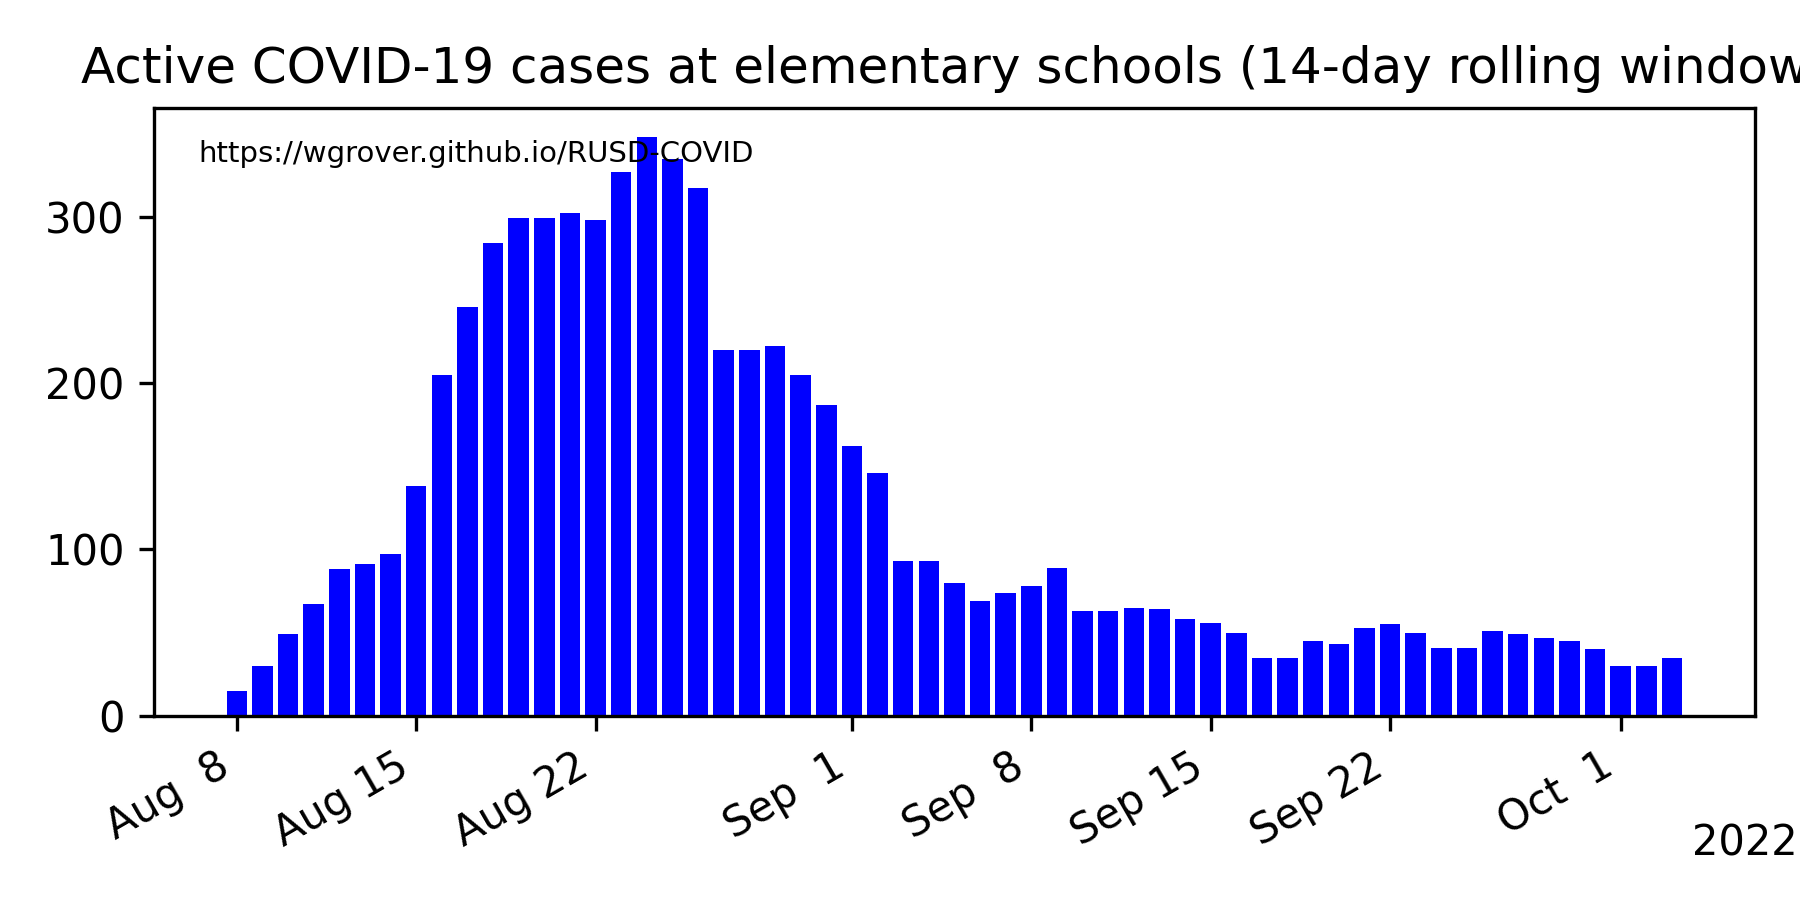 Active COVID-19 cases at elementary schools (14-day rolling window
https://wgrover.github.io/RUSD-COVID
300
200
100
0
Aug 8
Aug 15
Aug 22
Sep 1
Sep 8
Sep 15
Sep 22
Oct 1
2022